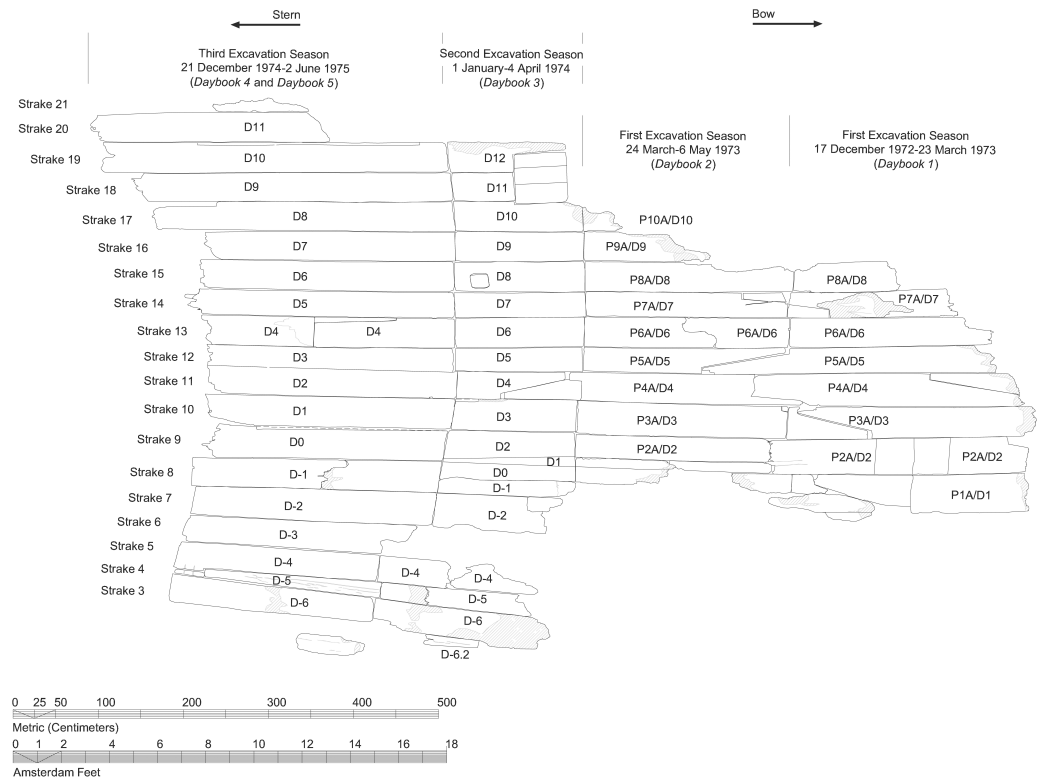 Stern
Bow
Third Excavation Season
21 December 1974-2 June 1975
(Daybook 4 and Daybook 5)
Second Excavation Season
1 January-4 April 1974
(Daybook 3)
First Excavation Season
24 March-6 May 1973
(Daybook 2)
First Excavation Season
17 December 1972-23 March 1973
(Daybook 1)
Strake 21
Strake 20 D11
Strake 19 D10 D12
Strake 18 D9 D11
Strake 17 D8 D10 P10A/D10
Strake 16 D7 D9 P9A/D9
Strake 15 D6 D8 P8A/D8 P8A/D8
Strake 14 D5 D7 P7A/D7 P7A/D7
Strake 13 D4 D4 D6 P6A/D6 P6A/D6 P6A/D6
Strake 12 D3 D5 P5A/D5 P5A/D5
Strake 11 D2 D4 P4A/D4 P4A/D4
Strake 10 D1 D3 P3A/D3 P3A/D3
Strake 9 D0 D2 P2A/D2 P2A/D2 P2A/D2
D1
Strake 8 D-1 D0
D-1 P1A/D1
Strake 7 D-2 D-2
Strake 6 D-3
Strake 5 D-4 D-4 D-4
Strake 4 D-5 D-5
Strake 3 D-6 D-6
D-6.2
0 25 50 100 200 300 400 500
Metric (Centimeters)
0 1 2 4 6 8 10 12 14 16 18
Amsterdam Feet